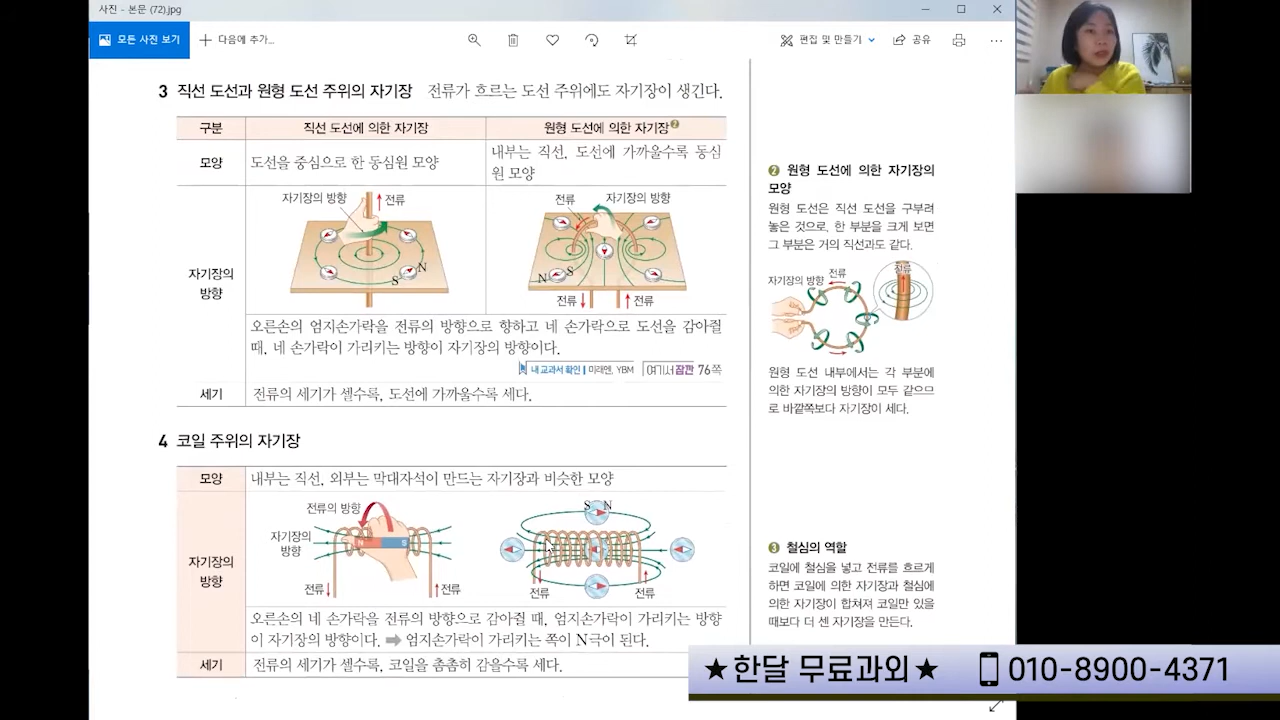 사진 - 본문 (72).jpg
모든 사진 보기
다음에 추가...
편집 및 만들기
공유
3 직선 도선과 원형 도선 주위의 자기장 전류가 흐르는 도선 주위에도 자기장이 생긴다.
구분
직선 도선에 의한 자기장
원형 도선에 의한 자기장❷
모양
도선을 중심으로 한 동심원 모양
내부는 직선, 도선에 가까울수록 동심
원 모양
자기장의
방향
자기장의 방향
전류
N
S
전류
자기장의 방향
N
S
전류
전류
오른손의 엄지손가락을 전류의 방향으로 향하고 네 손가락으로 도선을 감아쥘
때, 네 손가락이 가리키는 방향이 자기장의 방향이다.
내 교과서 확인 | 미래엔, YBM
여기서 잠깐 76쪽
세기
전류의 세기가 셀수록, 도선에 가까울수록 세다.
4 코일 주위의 자기장
모양
내부는 직선, 외부는 막대자석이 만드는 자기장과 비슷한 모양
자기장의
방향
전류의 방향
자기장의
방향
N
S
전류
전류
S N
전류
전류
오른손의 네 손가락을 전류의 방향으로 감아쥘 때, 엄지손가락이 가리키는 방향
이 자기장의 방향이다. ➡ 엄지손가락이 가리키는 쪽이 N극이 된다.
세기
전류의 세기가 셀수록, 코일을 촘촘히 감을수록 세다.
❷ 원형 도선에 의한 자기장의
모양
원형 도선은 직선 도선을 구부려
놓은 것으로, 한 부분을 크게 보면
그 부분은 거의 직선과도 같다.
자기장의 방향
전류
전류
원형 도선 내부에서는 각 부분에
의한 자기장의 방향이 모두 같으므
로 바깥쪽보다 자기장이 세다.
❸ 철심의 역할
코일에 철심을 넣고 전류를 흐르게
하면 코일에 의한 자기장과 철심에
의한 자기장이 합쳐져 코일만 있을
때보다 더 센 자기장을 만든다.
★한달 무료과외★ 010-8900-4371